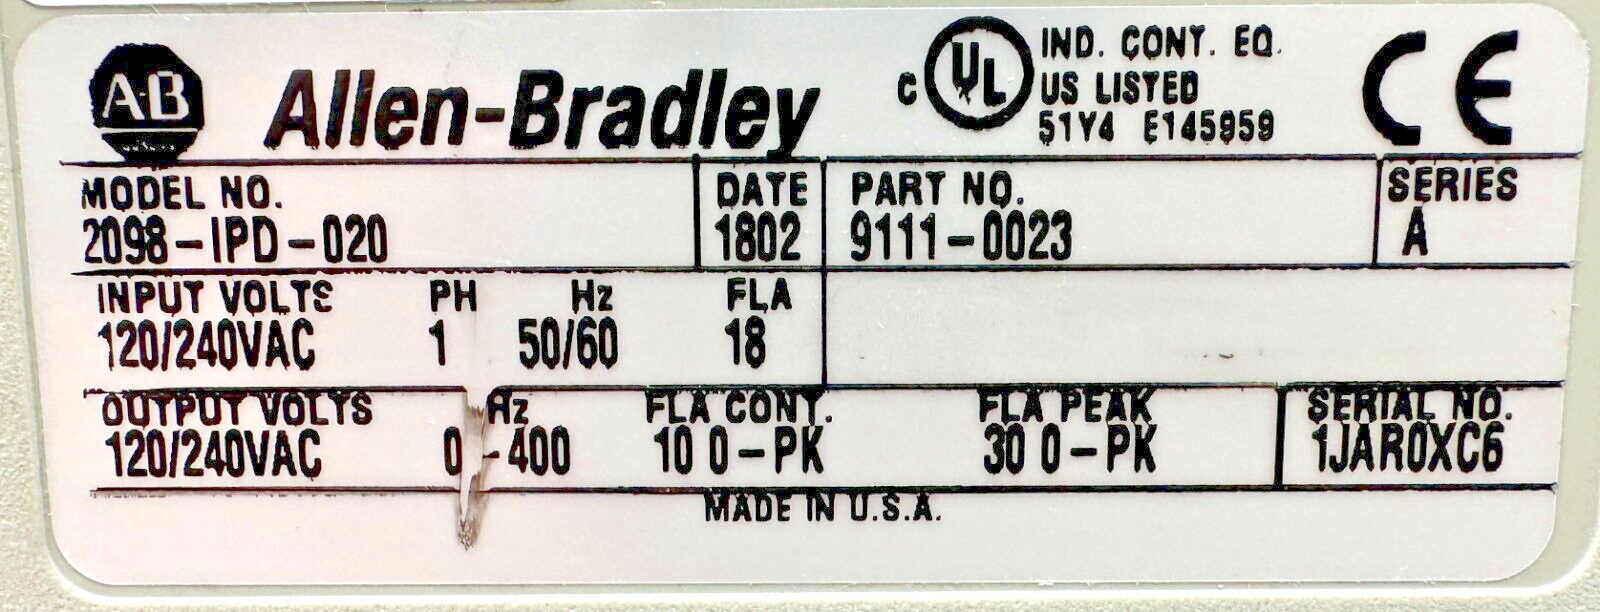 A-B Allen-Bradley
C UL IND. CONT. EQ.
US LISTED
51Y4 E145959
CE
MODEL NO. DATE PART NO. SERIES
2098-IPD-020 1802 9111-0023 A
INPUT VOLTS PH Hz FLA
120/240VAC 1 50/60 18
OUTPUT VOLTS Hz FLA CONT. FLA PEAK SERIAL NO.
120/240VAC 0-400 10 0-PK 30 0-PK 1JAR0XC6
MADE IN U.S.A.